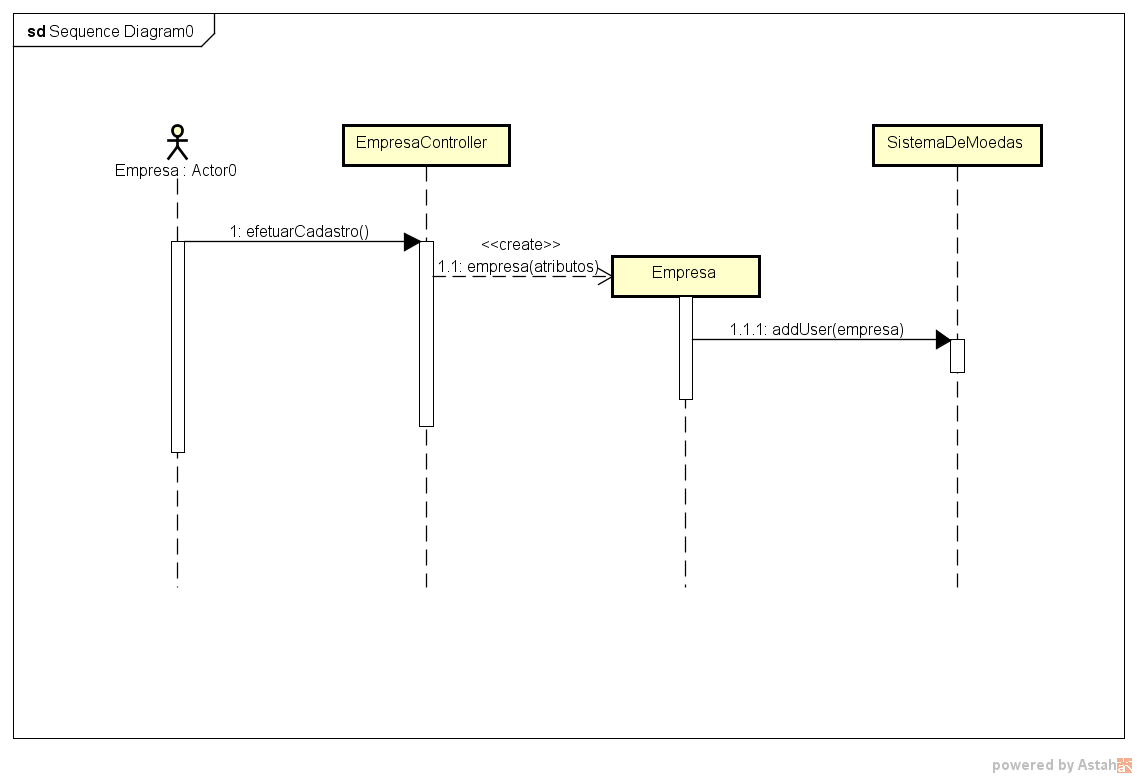 sd Sequence Diagram0
Empresa : Actor0
EmpresaController
SistemaDeMoedas
1: efetuarCadastro()
<<create>>
1.1: empresa(atributos)
Empresa
1.1.1: addUser(empresa)
powered by Astah